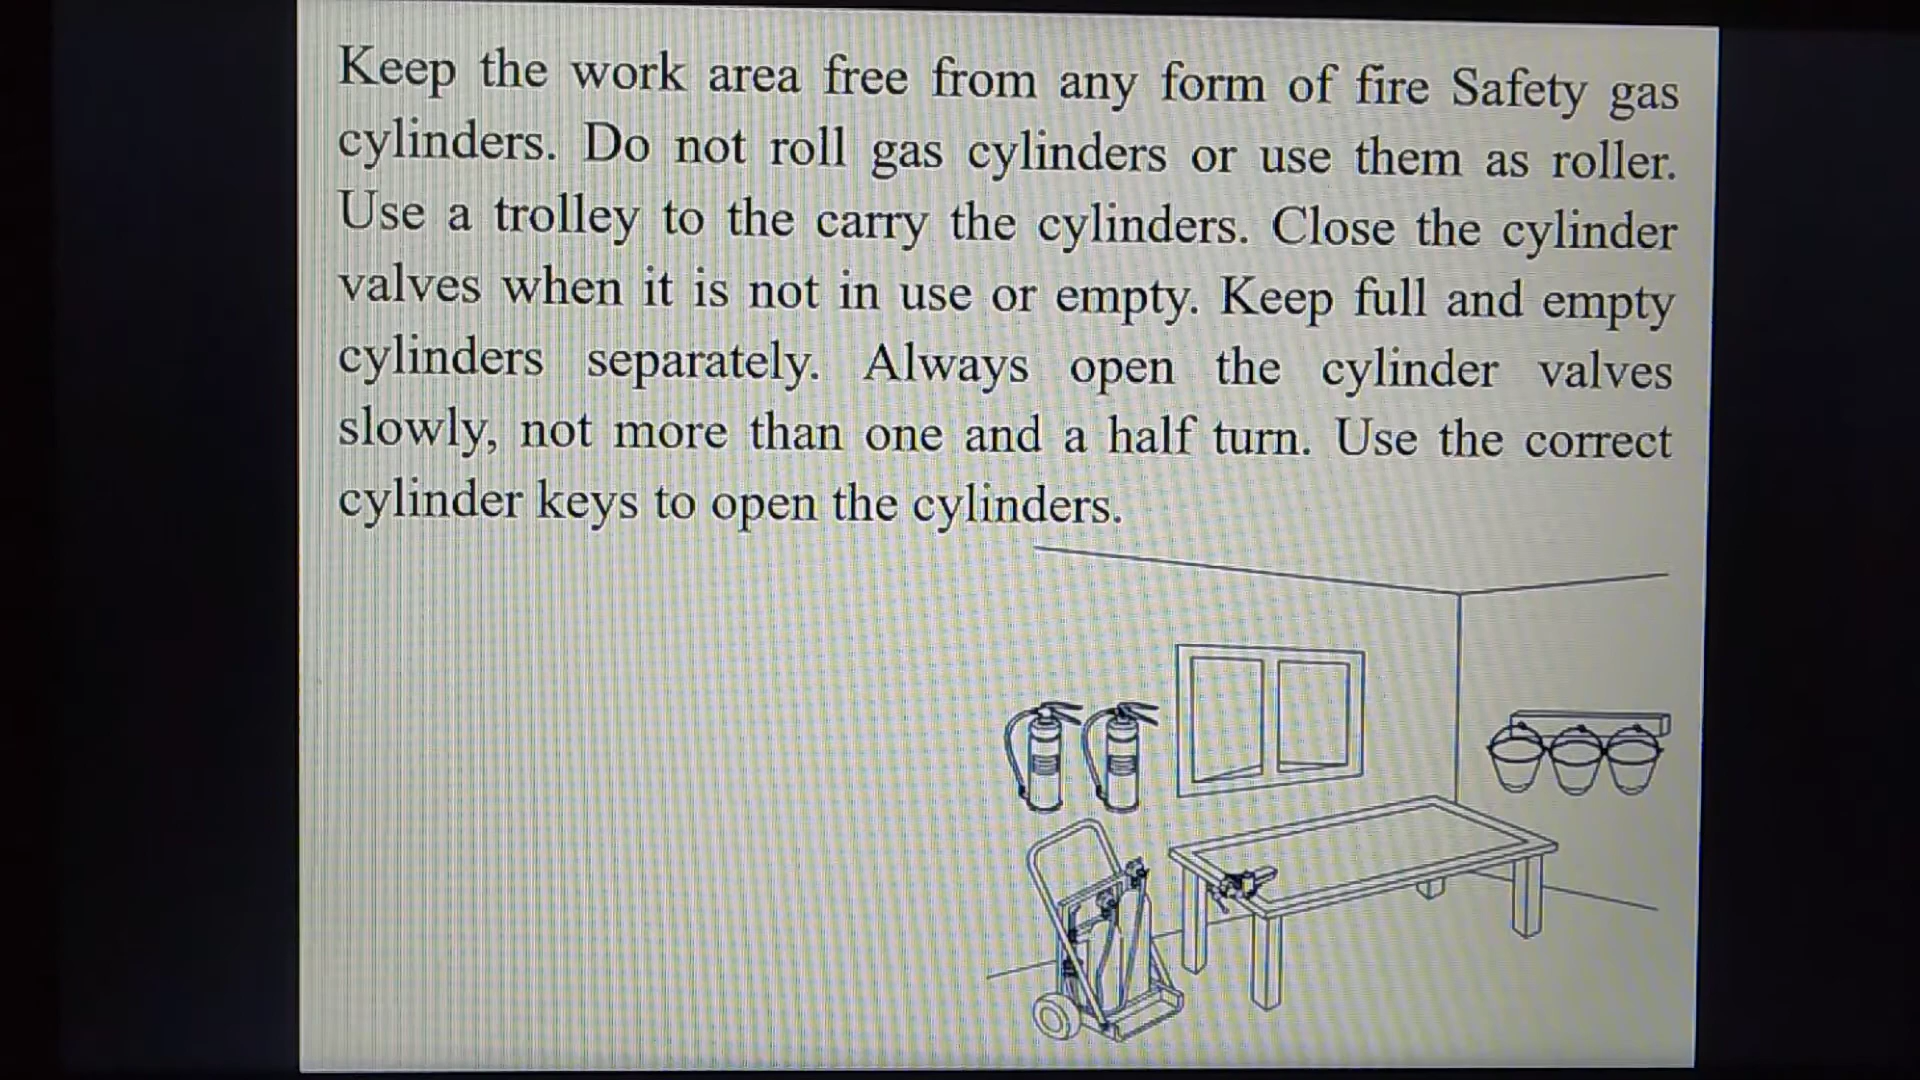 Keep the work area free from any form of fire Safety gas
cylinders. Do not roll gas cylinders or use them as roller.
Use a trolley to the carry the cylinders. Close the cylinder
valves when it is not in use or empty. Keep full and empty
cylinders separately. Always open the cylinder valves
slowly, not more than one and a half turn. Use the correct
cylinder keys to open the cylinders.